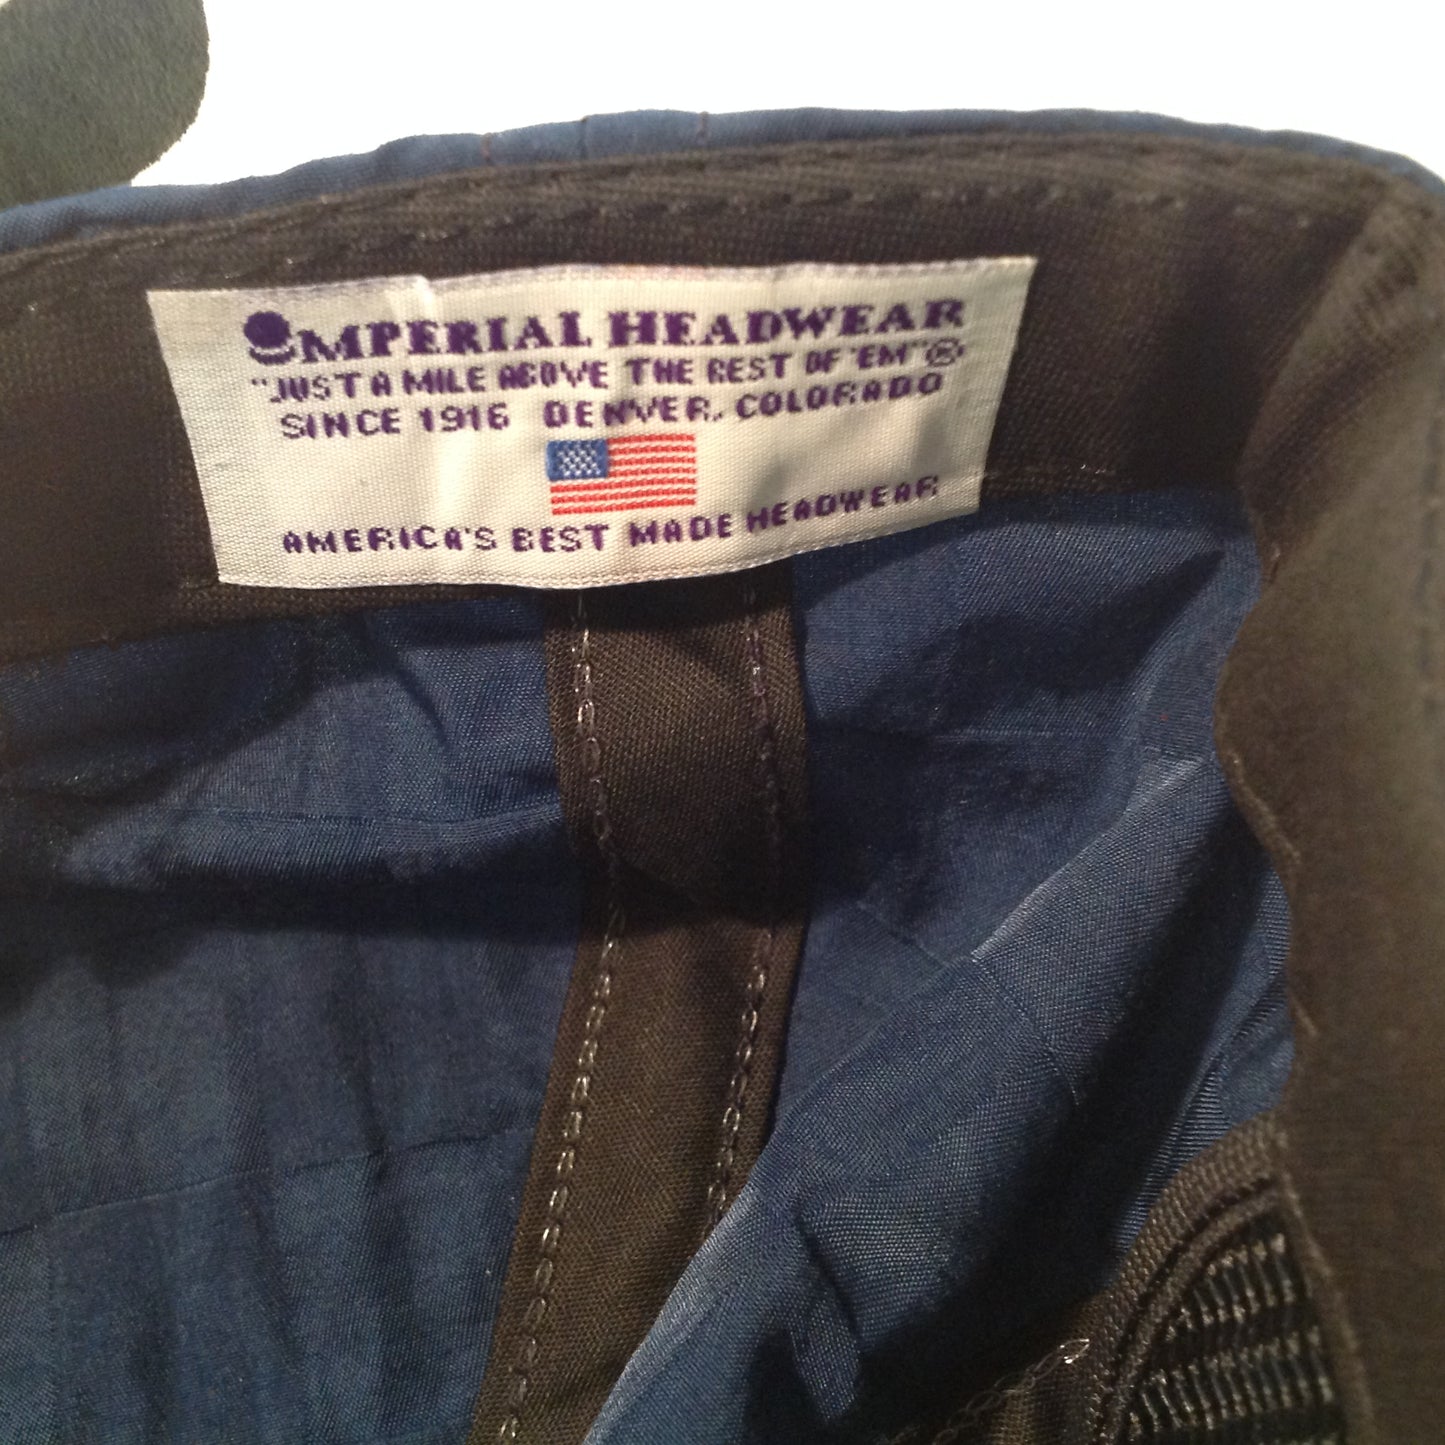 IMPERIAL HEADWEAR
"JUST A MILE ABOVE THE REST OF 'EM"®
SINCE 1916 DENVER, COLORADO
AMERICA'S BEST MADE HEADWEAR